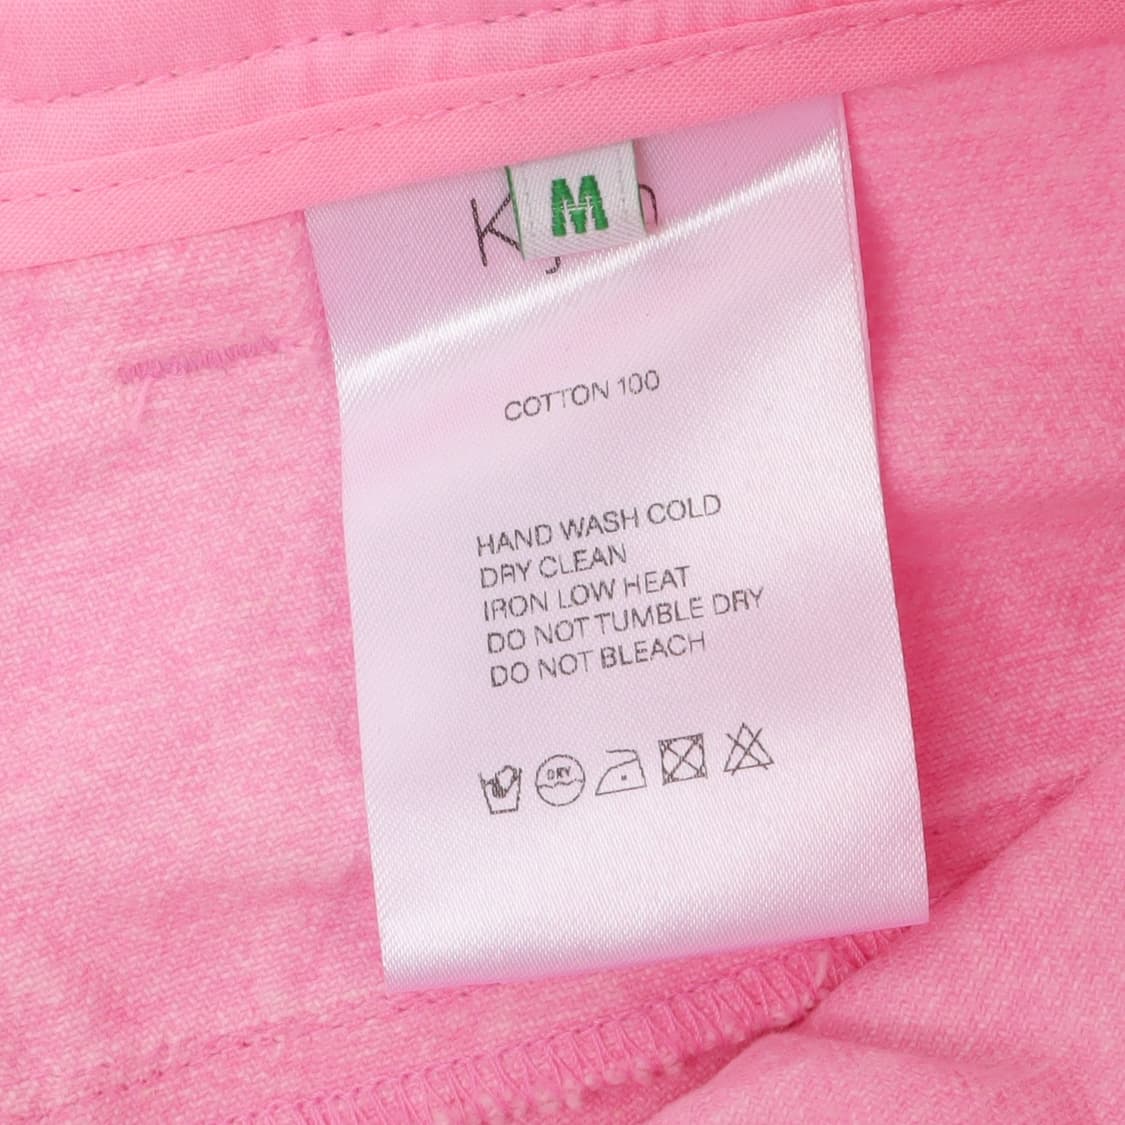 M
COTTON 100
HAND WASH COLD
DRY CLEAN
IRON LOW HEAT
DO NOT TUMBLE DRY
DO NOT BLEACH
DRY